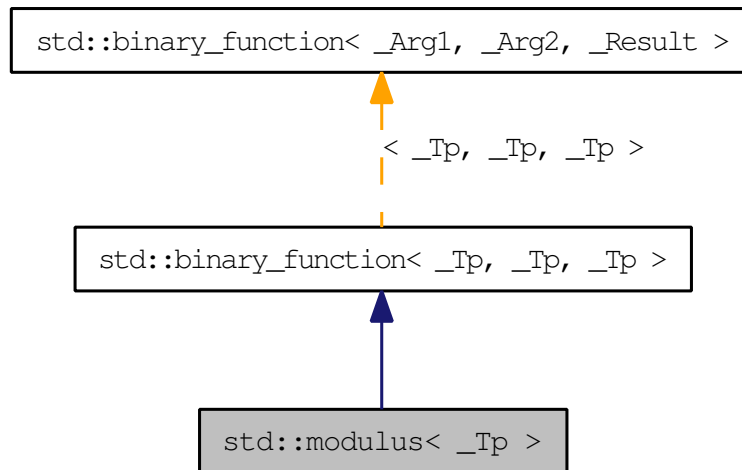 std::binary_function< _Arg1, _Arg2, _Result >
< _Tp, _Tp, _Tp >
std::binary_function< _Tp, _Tp, _Tp >
std::modulus< _Tp >